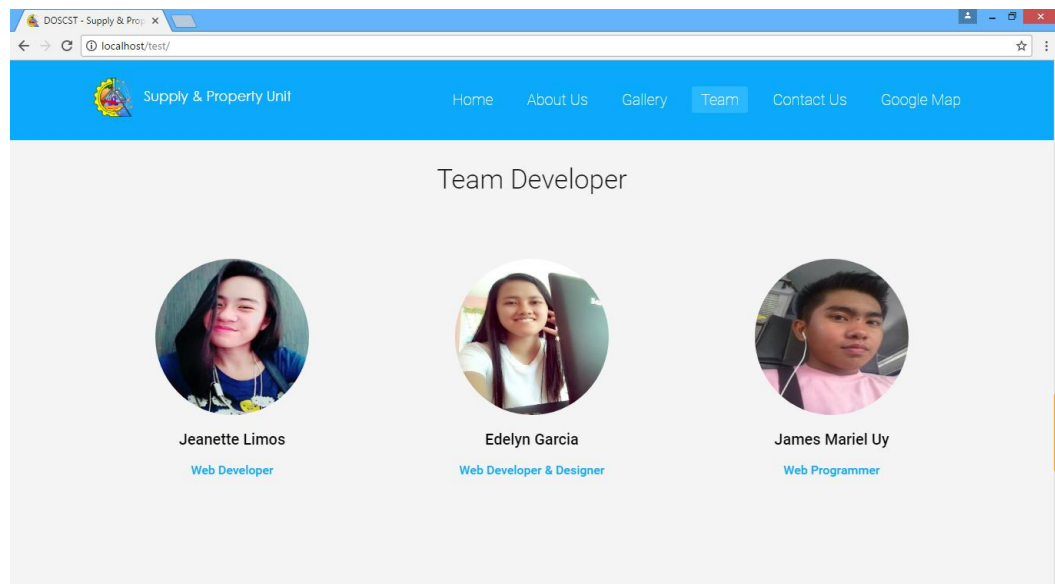 DOSCST - Supply & Prop
localhost/test/
Supply & Property Unit
Home About Us Gallery Team Contact Us Google Map
Team Developer
Jeanette Limos Edelyn Garcia James Mariel Uy
Web Developer Web Developer & Designer Web Programmer